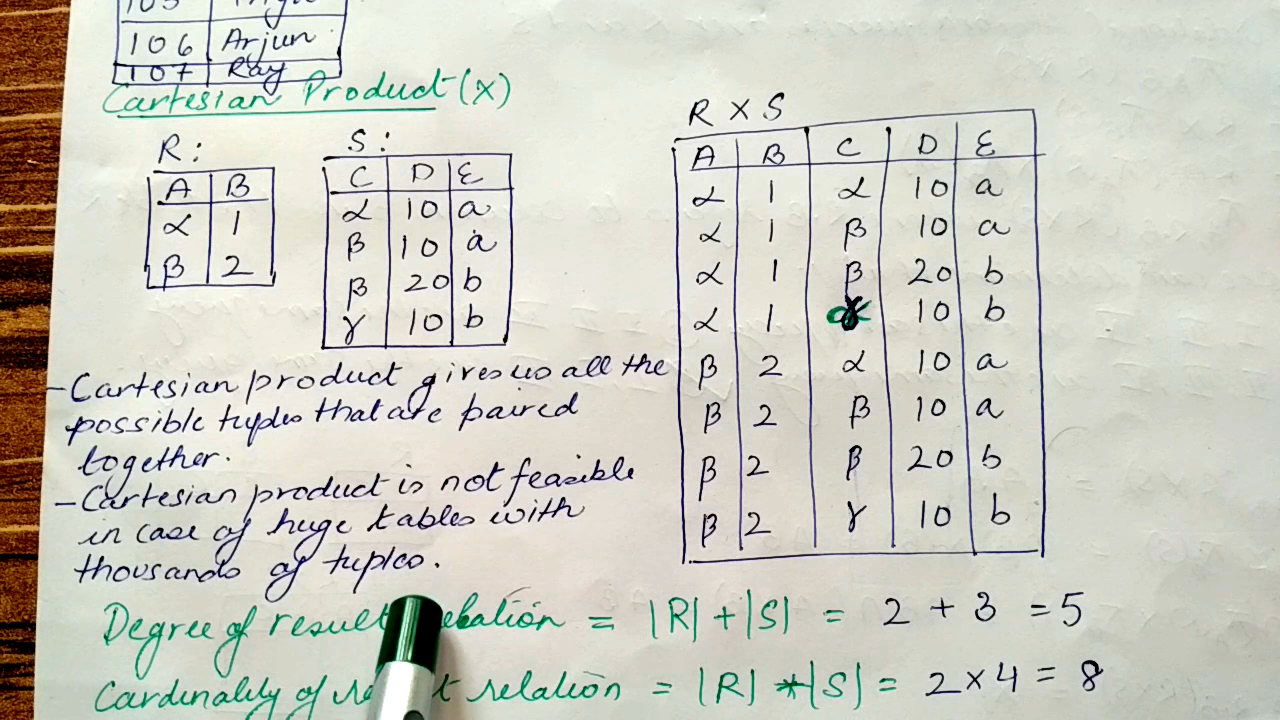 106 Arjun
107 Ray
Cartesian Product (X)
R:
A B
α 1
β 2
S:
C D E
α 10 a
β 10 a
β 20 b
γ 10 b
R X S
A B C D E
α 1 α 10 a
α 1 β 10 a
α 1 β 20 b
α 1 γ 10 b
β 2 α 10 a
β 2 β 10 a
β 2 β 20 b
β 2 γ 10 b
- Cartesian product gives us all the
possible tuples that are paired
together.
- Cartesian product is not feasible
in case of huge tables with
thousands of tuples.
Degree of result relation = |R| + |S| = 2 + 3 = 5
Cardinality of result relation = |R| * |S| = 2 x 4 = 8